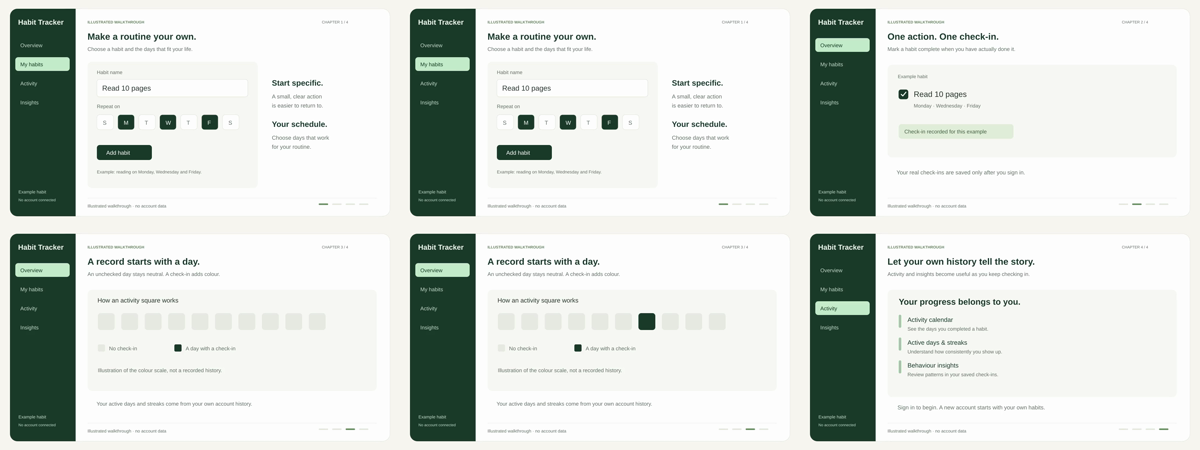 Habit Tracker
Overview
My habits
Activity
Insights
Example habit
No account connected
ILLUSTRATED WALKTHROUGH
CHAPTER 1 / 4
Make a routine your own.
Choose a habit and the days that fit your life.
Habit name
Read 10 pages
Repeat on
S M T W T F S
Add habit
Example: reading on Monday, Wednesday and Friday.
Start specific.
A small, clear action
is easier to return to.
Your schedule.
Choose days that work
for your routine.
Illustrated walkthrough · no account data
Habit Tracker
Overview
My habits
Activity
Insights
Example habit
No account connected
ILLUSTRATED WALKTHROUGH
CHAPTER 1 / 4
Make a routine your own.
Choose a habit and the days that fit your life.
Habit name
Read 10 pages
Repeat on
S M T W T F S
Add habit
Example: reading on Monday, Wednesday and Friday.
Start specific.
A small, clear action
is easier to return to.
Your schedule.
Choose days that work
for your routine.
Illustrated walkthrough · no account data
Habit Tracker
Overview
My habits
Activity
Insights
Example habit
No account connected
ILLUSTRATED WALKTHROUGH
CHAPTER 2 / 4
One action. One check-in.
Mark a habit complete when you have actually done it.
Example habit
Read 10 pages
Monday · Wednesday · Friday
Check-in recorded for this example
Your real check-ins are saved only after you sign in.
Illustrated walkthrough · no account data
Habit Tracker
Overview
My habits
Activity
Insights
Example habit
No account connected
ILLUSTRATED WALKTHROUGH
CHAPTER 3 / 4
A record starts with a day.
An unchecked day stays neutral. A check-in adds colour.
How an activity square works
No check-in
A day with a check-in
Illustration of the colour scale, not a recorded history.
Your active days and streaks come from your own account history.
Illustrated walkthrough · no account data
Habit Tracker
Overview
My habits
Activity
Insights
Example habit
No account connected
ILLUSTRATED WALKTHROUGH
CHAPTER 3 / 4
A record starts with a day.
An unchecked day stays neutral. A check-in adds colour.
How an activity square works
No check-in
A day with a check-in
Illustration of the colour scale, not a recorded history.
Your active days and streaks come from your own account history.
Illustrated walkthrough · no account data
Habit Tracker
Overview
My habits
Activity
Insights
Example habit
No account connected
ILLUSTRATED WALKTHROUGH
CHAPTER 4 / 4
Let your own history tell the story.
Activity and insights become useful as you keep checking in.
Your progress belongs to you.
Activity calendar
See the days you completed a habit.
Active days & streaks
Understand how consistently you show up.
Behaviour insights
Review patterns in your saved check-ins.
Sign in to begin. A new account starts with your own habits.
Illustrated walkthrough · no account data